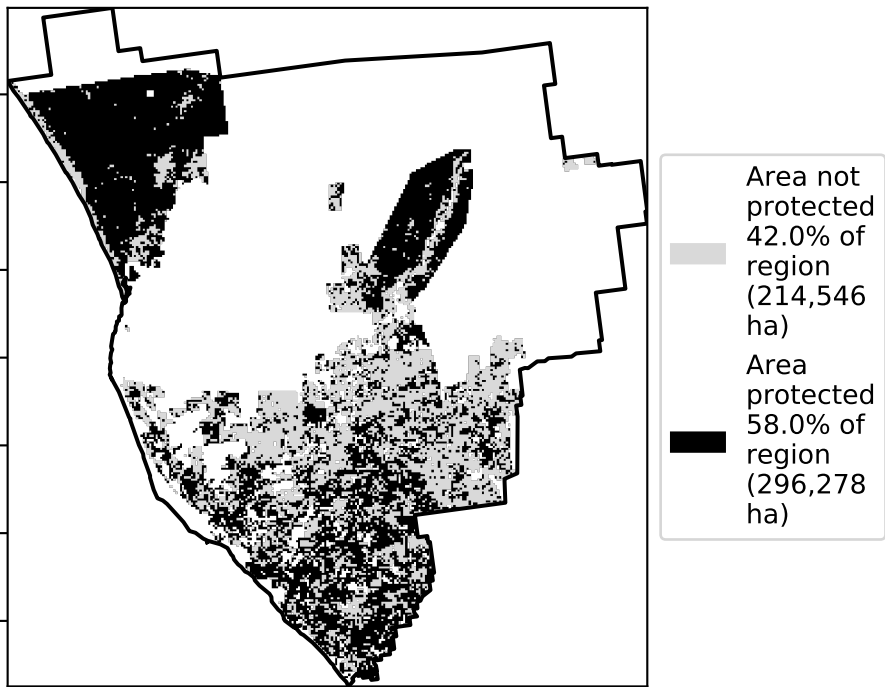 Area not
protected
42.0% of
region
(214,546
ha)
Area
protected
58.0% of
region
(296,278
ha)